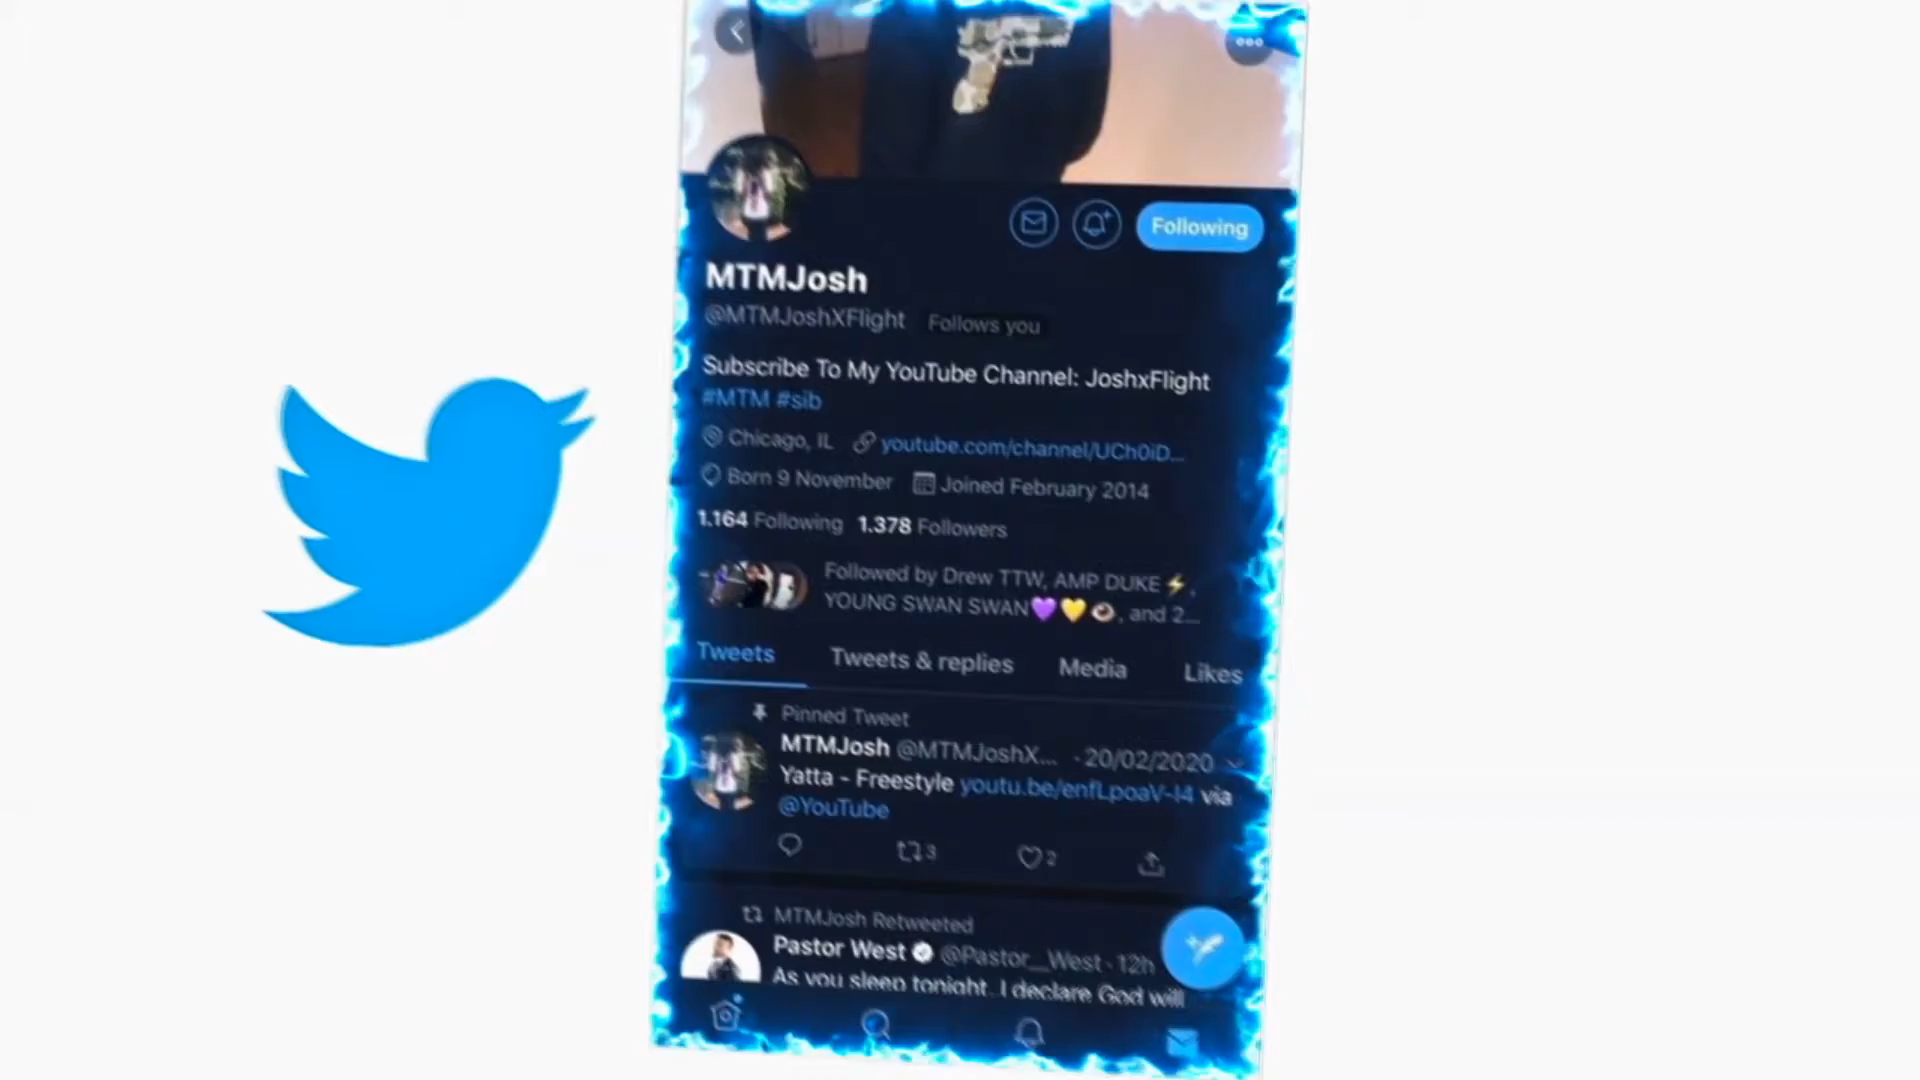 Following
MTMJosh
@MTMJoshXFlight Follows you
Subscribe To My YouTube Channel: JoshxFlight
#MTM #sib
Chicago, IL youtube.com/channel/UCh0iD...
Born 9 November Joined February 2014
1.164 Following 1.378 Followers
Followed by Drew TTW, AMP DUKE⚡,
YOUNG SWAN SWAN💜💛👁, and 2...
Tweets Tweets & replies Media Likes
Pinned Tweet
MTMJosh @MTMJoshX... · 20/02/2020
Yatta - Freestyle youtu.be/enfLpoaV-I4 via
@YouTube
3 2
MTMJosh Retweeted
Pastor West @Pastor__West · 12h
As you sleep tonight, I declare God will